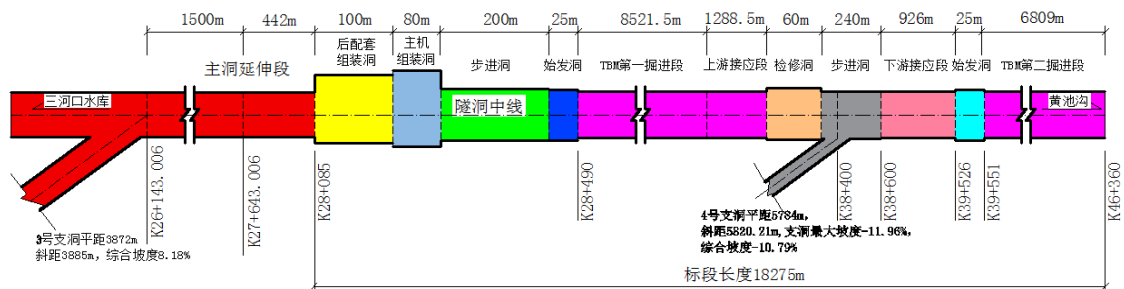 1500m 442m 100m 80m 200m 25m 8521.5m 1288.5m 60m 240m 926m 25m 6809m
主洞延伸段
后配套
组装洞
主机
组装洞
步进洞
始发洞
TBM第一掘进段
上游接应段
检修洞
步进洞
下游接应段
始发洞
TBM第二掘进段
三河口水库
隧洞中线
黄池沟
K26+143.006
K27+643.006
K28+085
K28+490
K38+400
K38+600
K39+526
K39+551
K46+360
3号支洞平距3872m
斜距3885m，综合坡度8.18%
4号支洞平距5784m，
斜距5820.21m,支洞最大坡度-11.96%，
综合坡度-10.79%
标段长度18275m